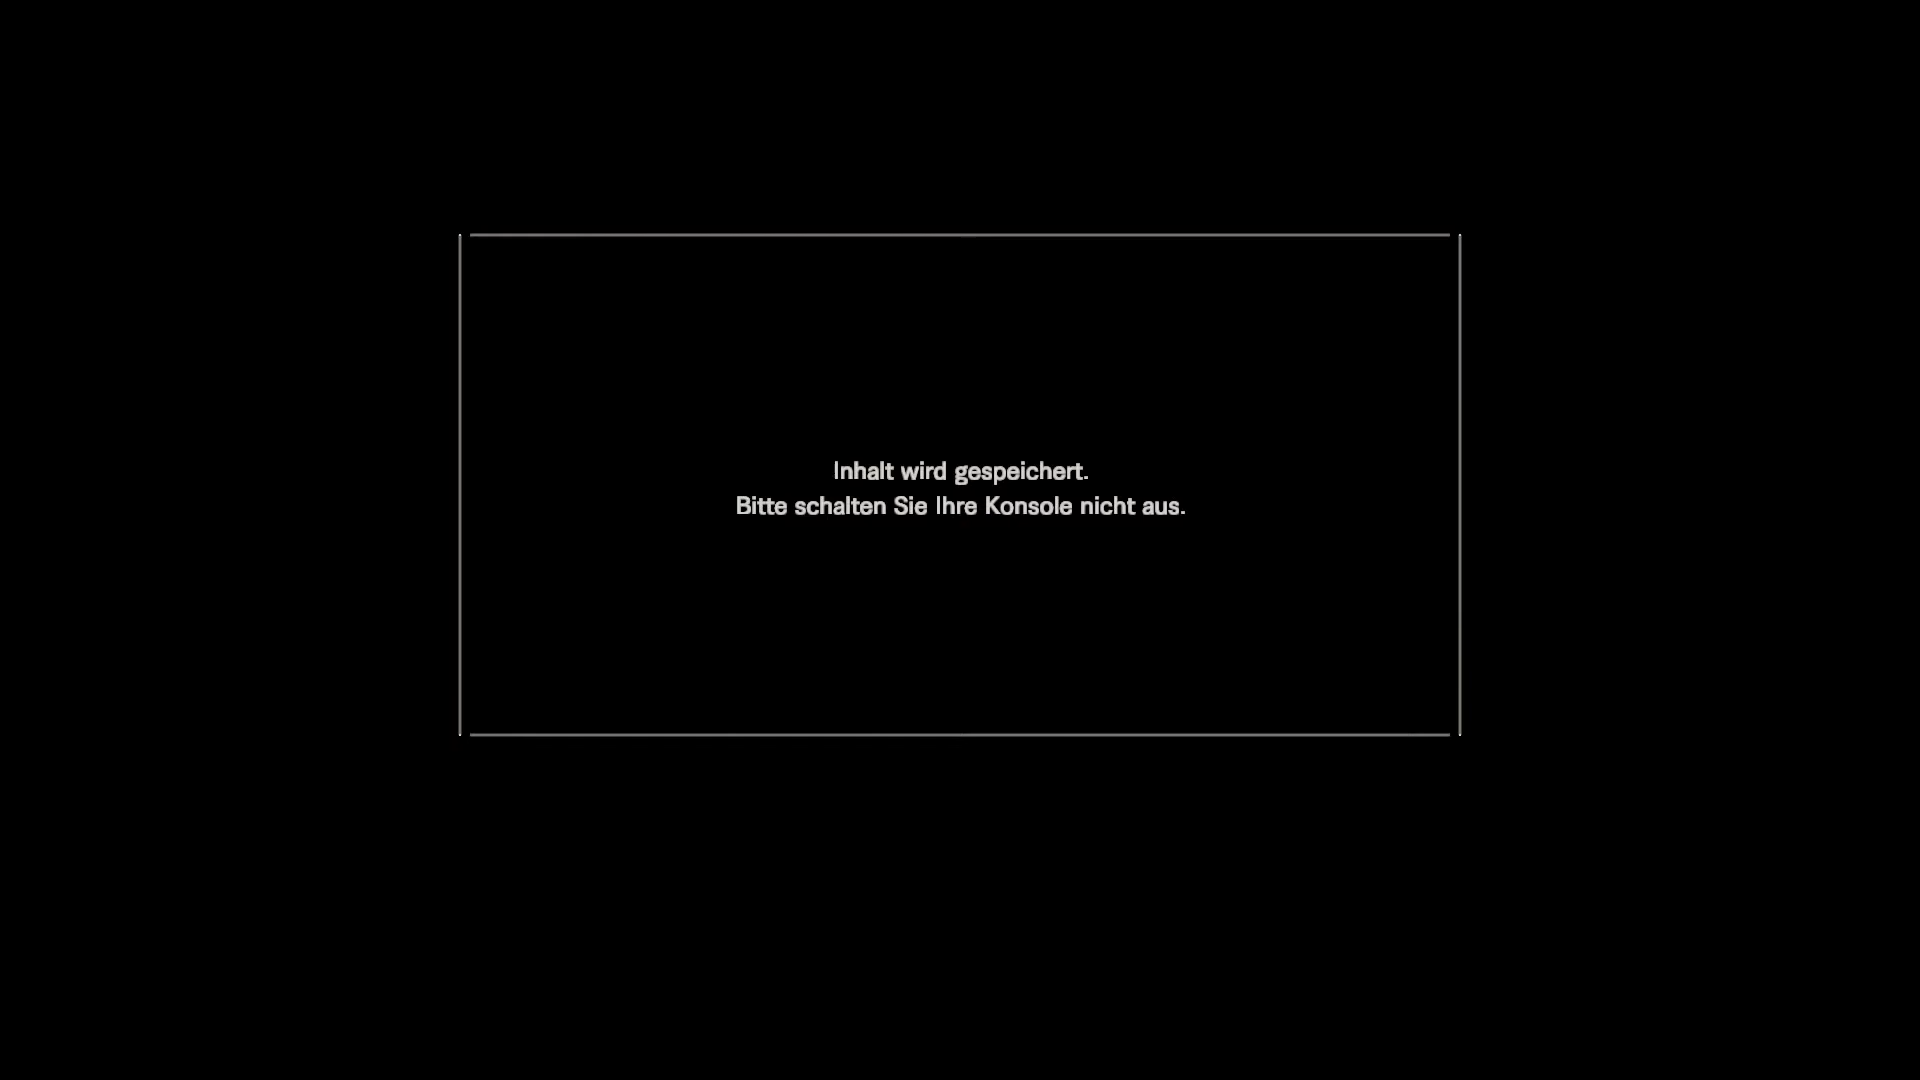 Inhalt wird gespeichert.
Bitte schalten Sie Ihre Konsole nicht aus.